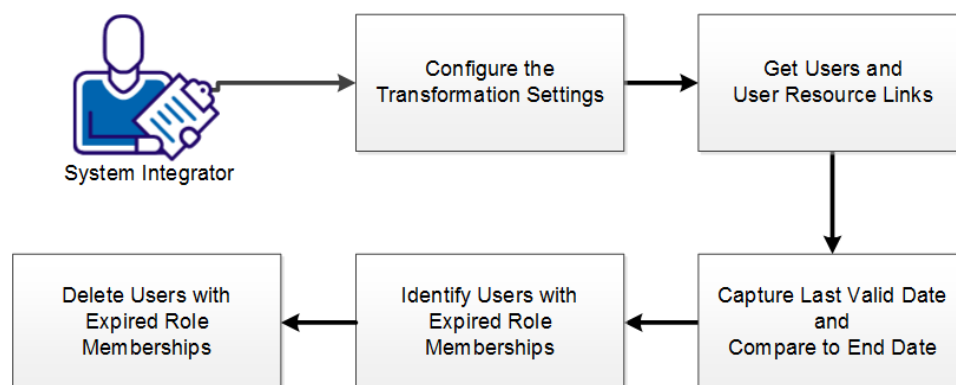 System Integrator
Configure the
Transformation Settings
Get Users and
User Resource Links
Capture Last Valid Date
and
Compare to End Date
Identify Users with
Expired Role
Memberships
Delete Users with
Expired Role
Memberships